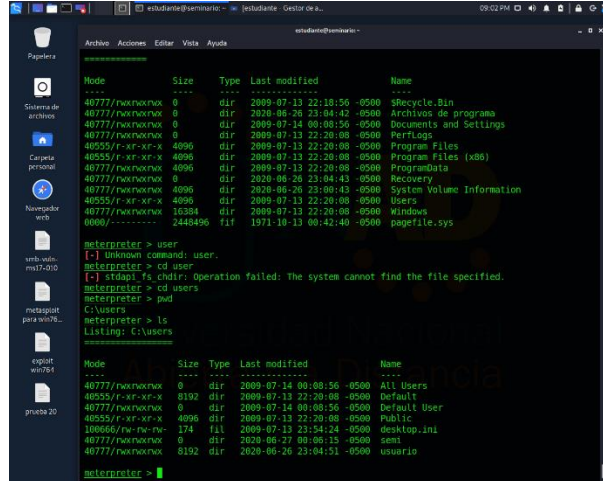 estudiante@seminario: ~
[estudiante - Gestor de a...
09:02 PM
estudiante@seminario: ~
Archivo Acciones Editar Vista Ayuda
Papelera
Sistema de archivos
Carpeta personal
Navegador web
smb-vuln-ms17-010
metasploit para win76...
exploit win764
prueba 20
============
Mode Size Type Last modified Name
---- ---- ---- ------------- ----
40777/rwxrwxrwx 0 dir 2009-07-13 22:18:56 -0500 $Recycle.Bin
40777/rwxrwxrwx 0 dir 2020-06-26 23:04:42 -0500 Archivos de programa
40777/rwxrwxrwx 0 dir 2009-07-14 00:08:56 -0500 Documents and Settings
40777/rwxrwxrwx 0 dir 2009-07-13 22:20:08 -0500 PerfLogs
40555/r-xr-xr-x 4096 dir 2009-07-13 22:20:08 -0500 Program Files
40555/r-xr-xr-x 4096 dir 2009-07-13 22:20:08 -0500 Program Files (x86)
40777/rwxrwxrwx 4096 dir 2009-07-13 22:20:08 -0500 ProgramData
40777/rwxrwxrwx 0 dir 2020-06-26 23:04:43 -0500 Recovery
40777/rwxrwxrwx 4096 dir 2020-06-26 23:00:43 -0500 System Volume Information
40555/r-xr-xr-x 4096 dir 2009-07-13 22:20:08 -0500 Users
40777/rwxrwxrwx 16384 dir 2009-07-13 22:20:08 -0500 Windows
0000/--------- 2448496 fif 1971-10-13 00:42:40 -0500 pagefile.sys
meterpreter > user
[-] Unknown command: user.
meterpreter > cd user
[-] stdapi_fs_chdir: Operation failed: The system cannot find the file specified.
meterpreter > cd users
meterpreter > pwd
C:\users
meterpreter > ls
Listing: C:\users
=================
Mode Size Type Last modified Name
---- ---- ---- ------------- ----
40777/rwxrwxrwx 0 dir 2009-07-14 00:08:56 -0500 All Users
40555/r-xr-xr-x 8192 dir 2009-07-13 22:20:08 -0500 Default
40777/rwxrwxrwx 0 dir 2009-07-14 00:08:56 -0500 Default User
40555/r-xr-xr-x 4096 dir 2009-07-13 22:20:08 -0500 Public
100666/rw-rw-rw- 174 fil 2009-07-13 23:54:24 -0500 desktop.ini
40777/rwxrwxrwx 0 dir 2020-06-27 00:06:15 -0500 semi
40777/rwxrwxrwx 8192 dir 2020-06-26 23:04:51 -0500 usuario
meterpreter >